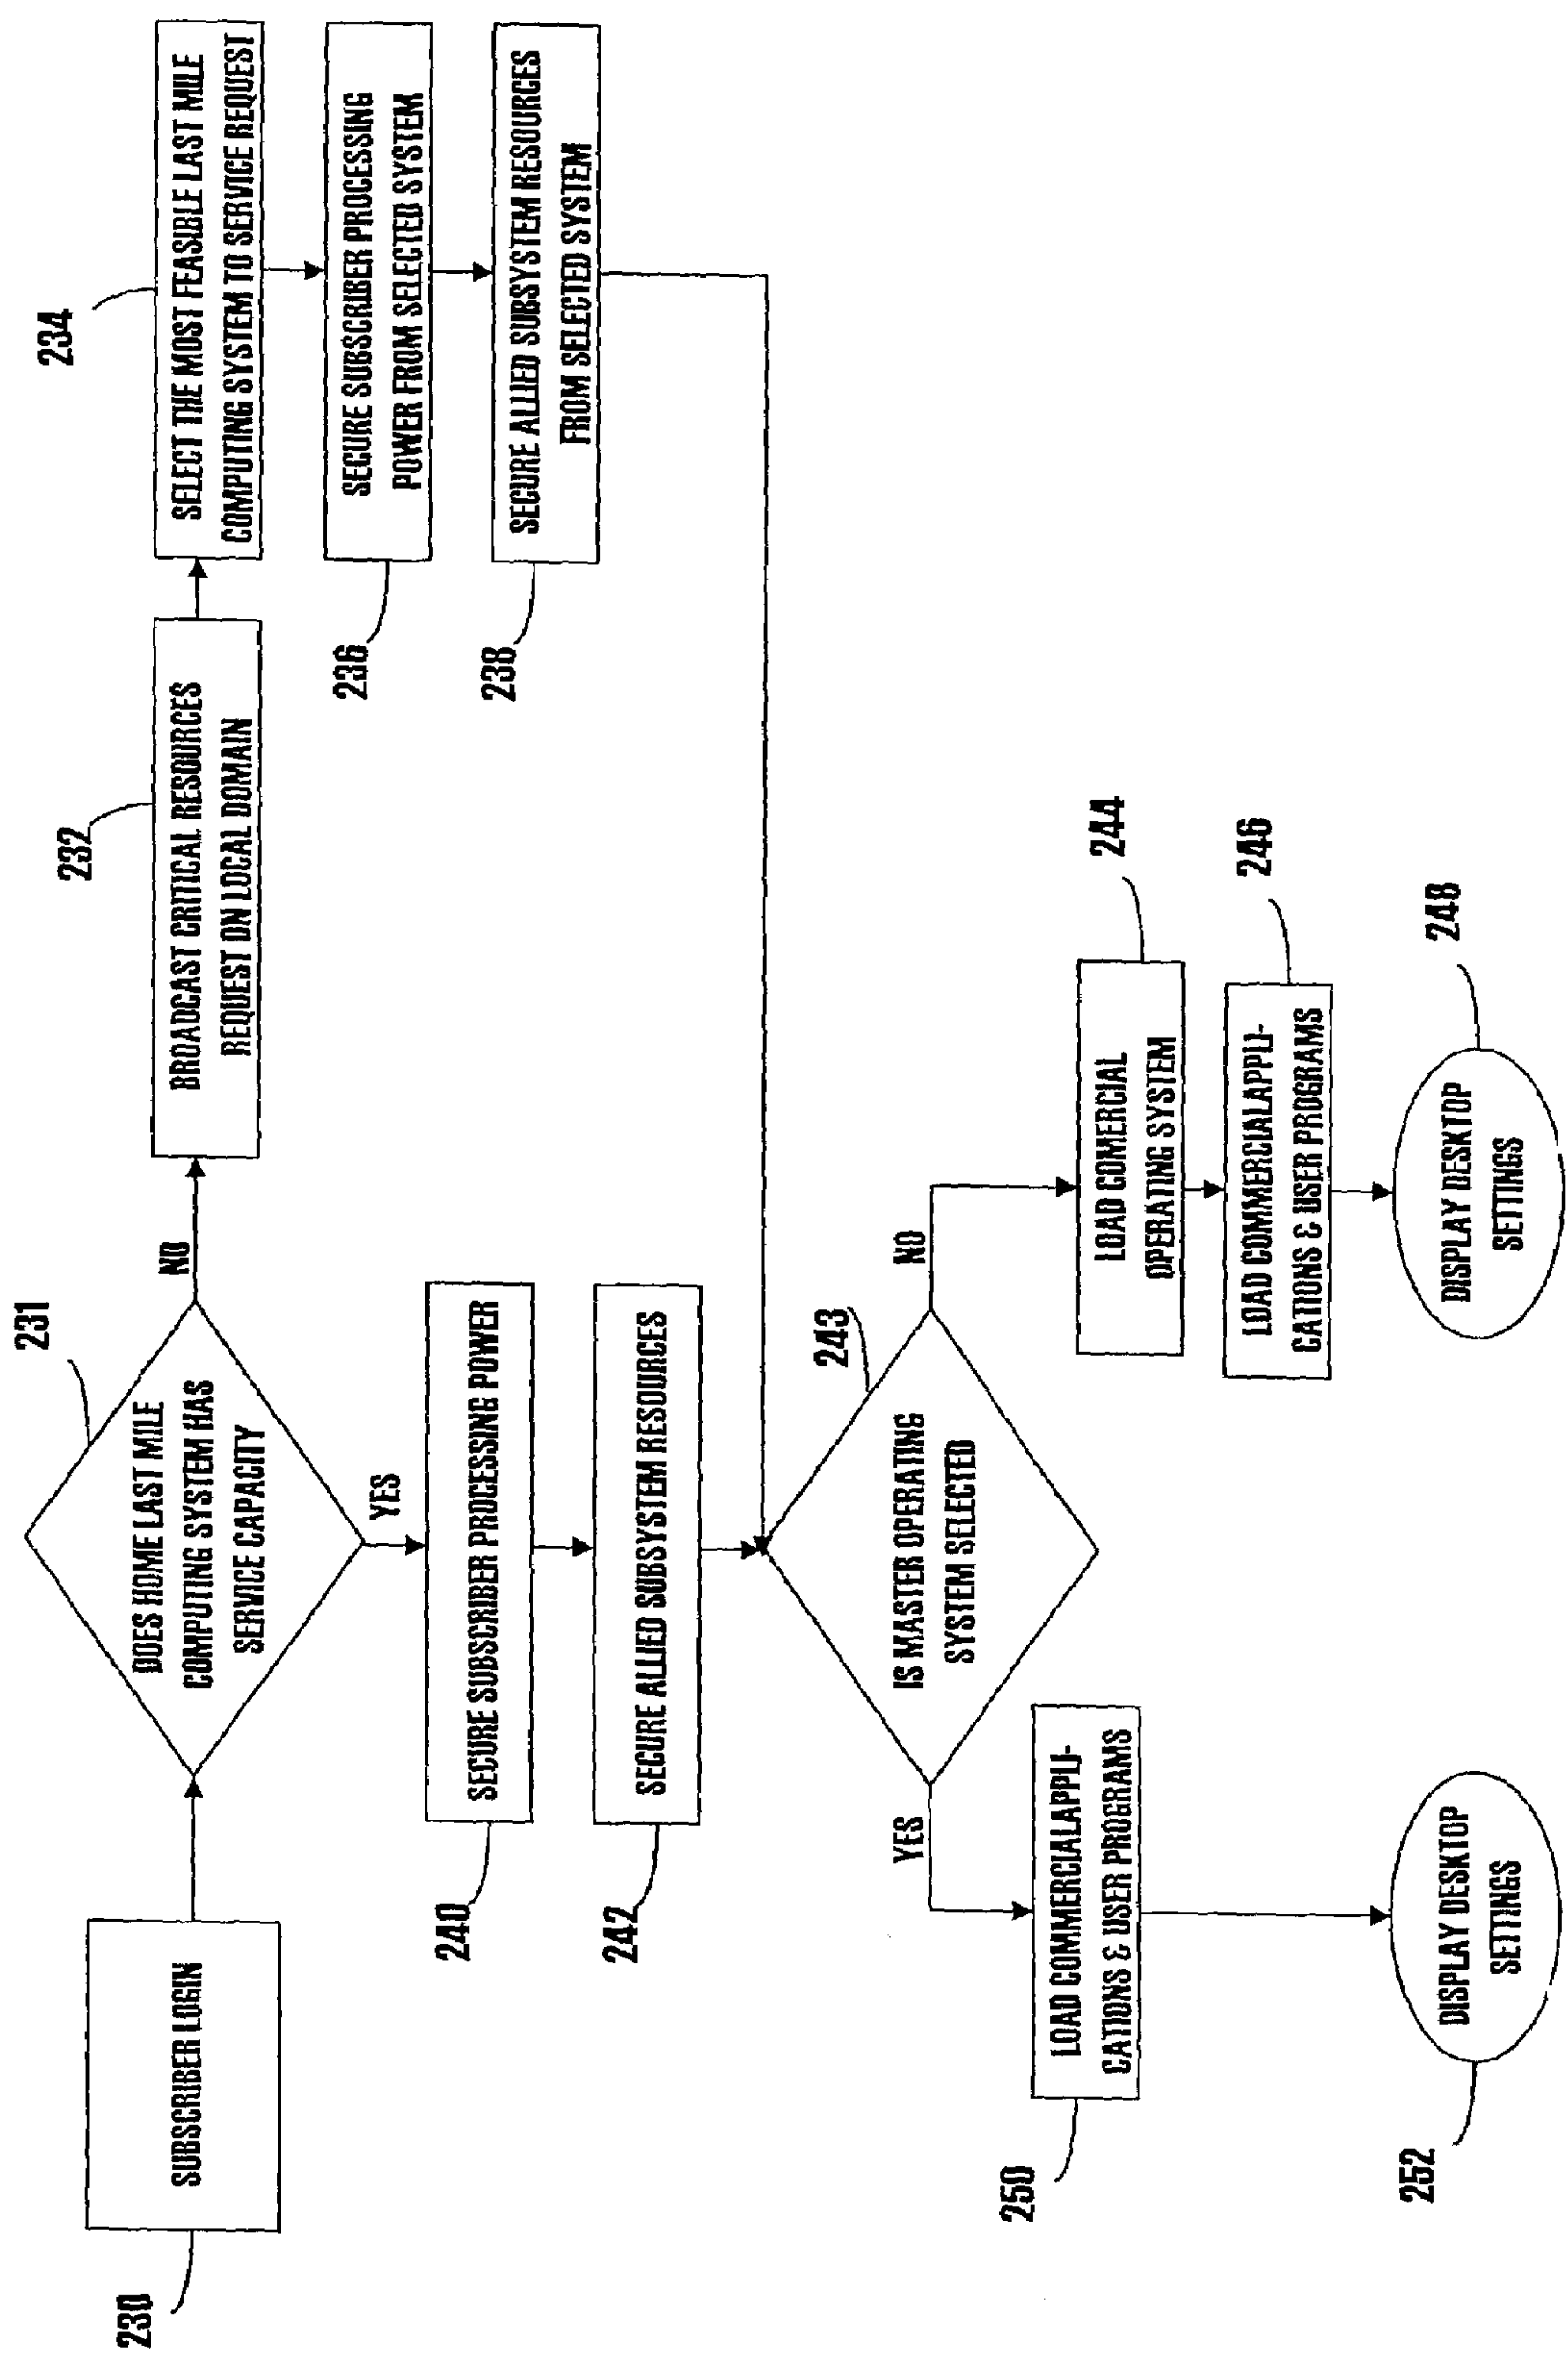 230
SUBSCRIBER LOGIN
231
DOES HOME LAST MILE
COMPUTING SYSTEM HAS
SERVICE CAPACITY
NO
232
BROADCAST CRITICAL RESOURCES
REQUEST ON LOCAL DOMAIN
234
SELECT THE MOST FEASIBLE LAST MILE
COMPUTING SYSTEM TO SERVICE REQUEST
236
SECURE SUBSCRIBER PROCESSING
POWER FROM SELECTED SYSTEM
238
SECURE ALLIED SUBSYSTEM RESOURCES
FROM SELECTED SYSTEM
YES
240
SECURE SUBSCRIBER PROCESSING POWER
242
SECURE ALLIED SUBSYSTEM RESOURCES
243
IS MASTER OPERATING
SYSTEM SELECTED
NO
244
LOAD COMERCIAL
OPERATING SYSTEM
246
LOAD COMMERCIALAPPLI-
CATIONS & USER PROGRAMS
248
DISPLAY DESKTOP
SETTINGS
YES
250
LOAD COMMERCIALAPPLI-
CATIONS & USER PROGRAMS
252
DISPLAY DESKTOP
SETTINGS